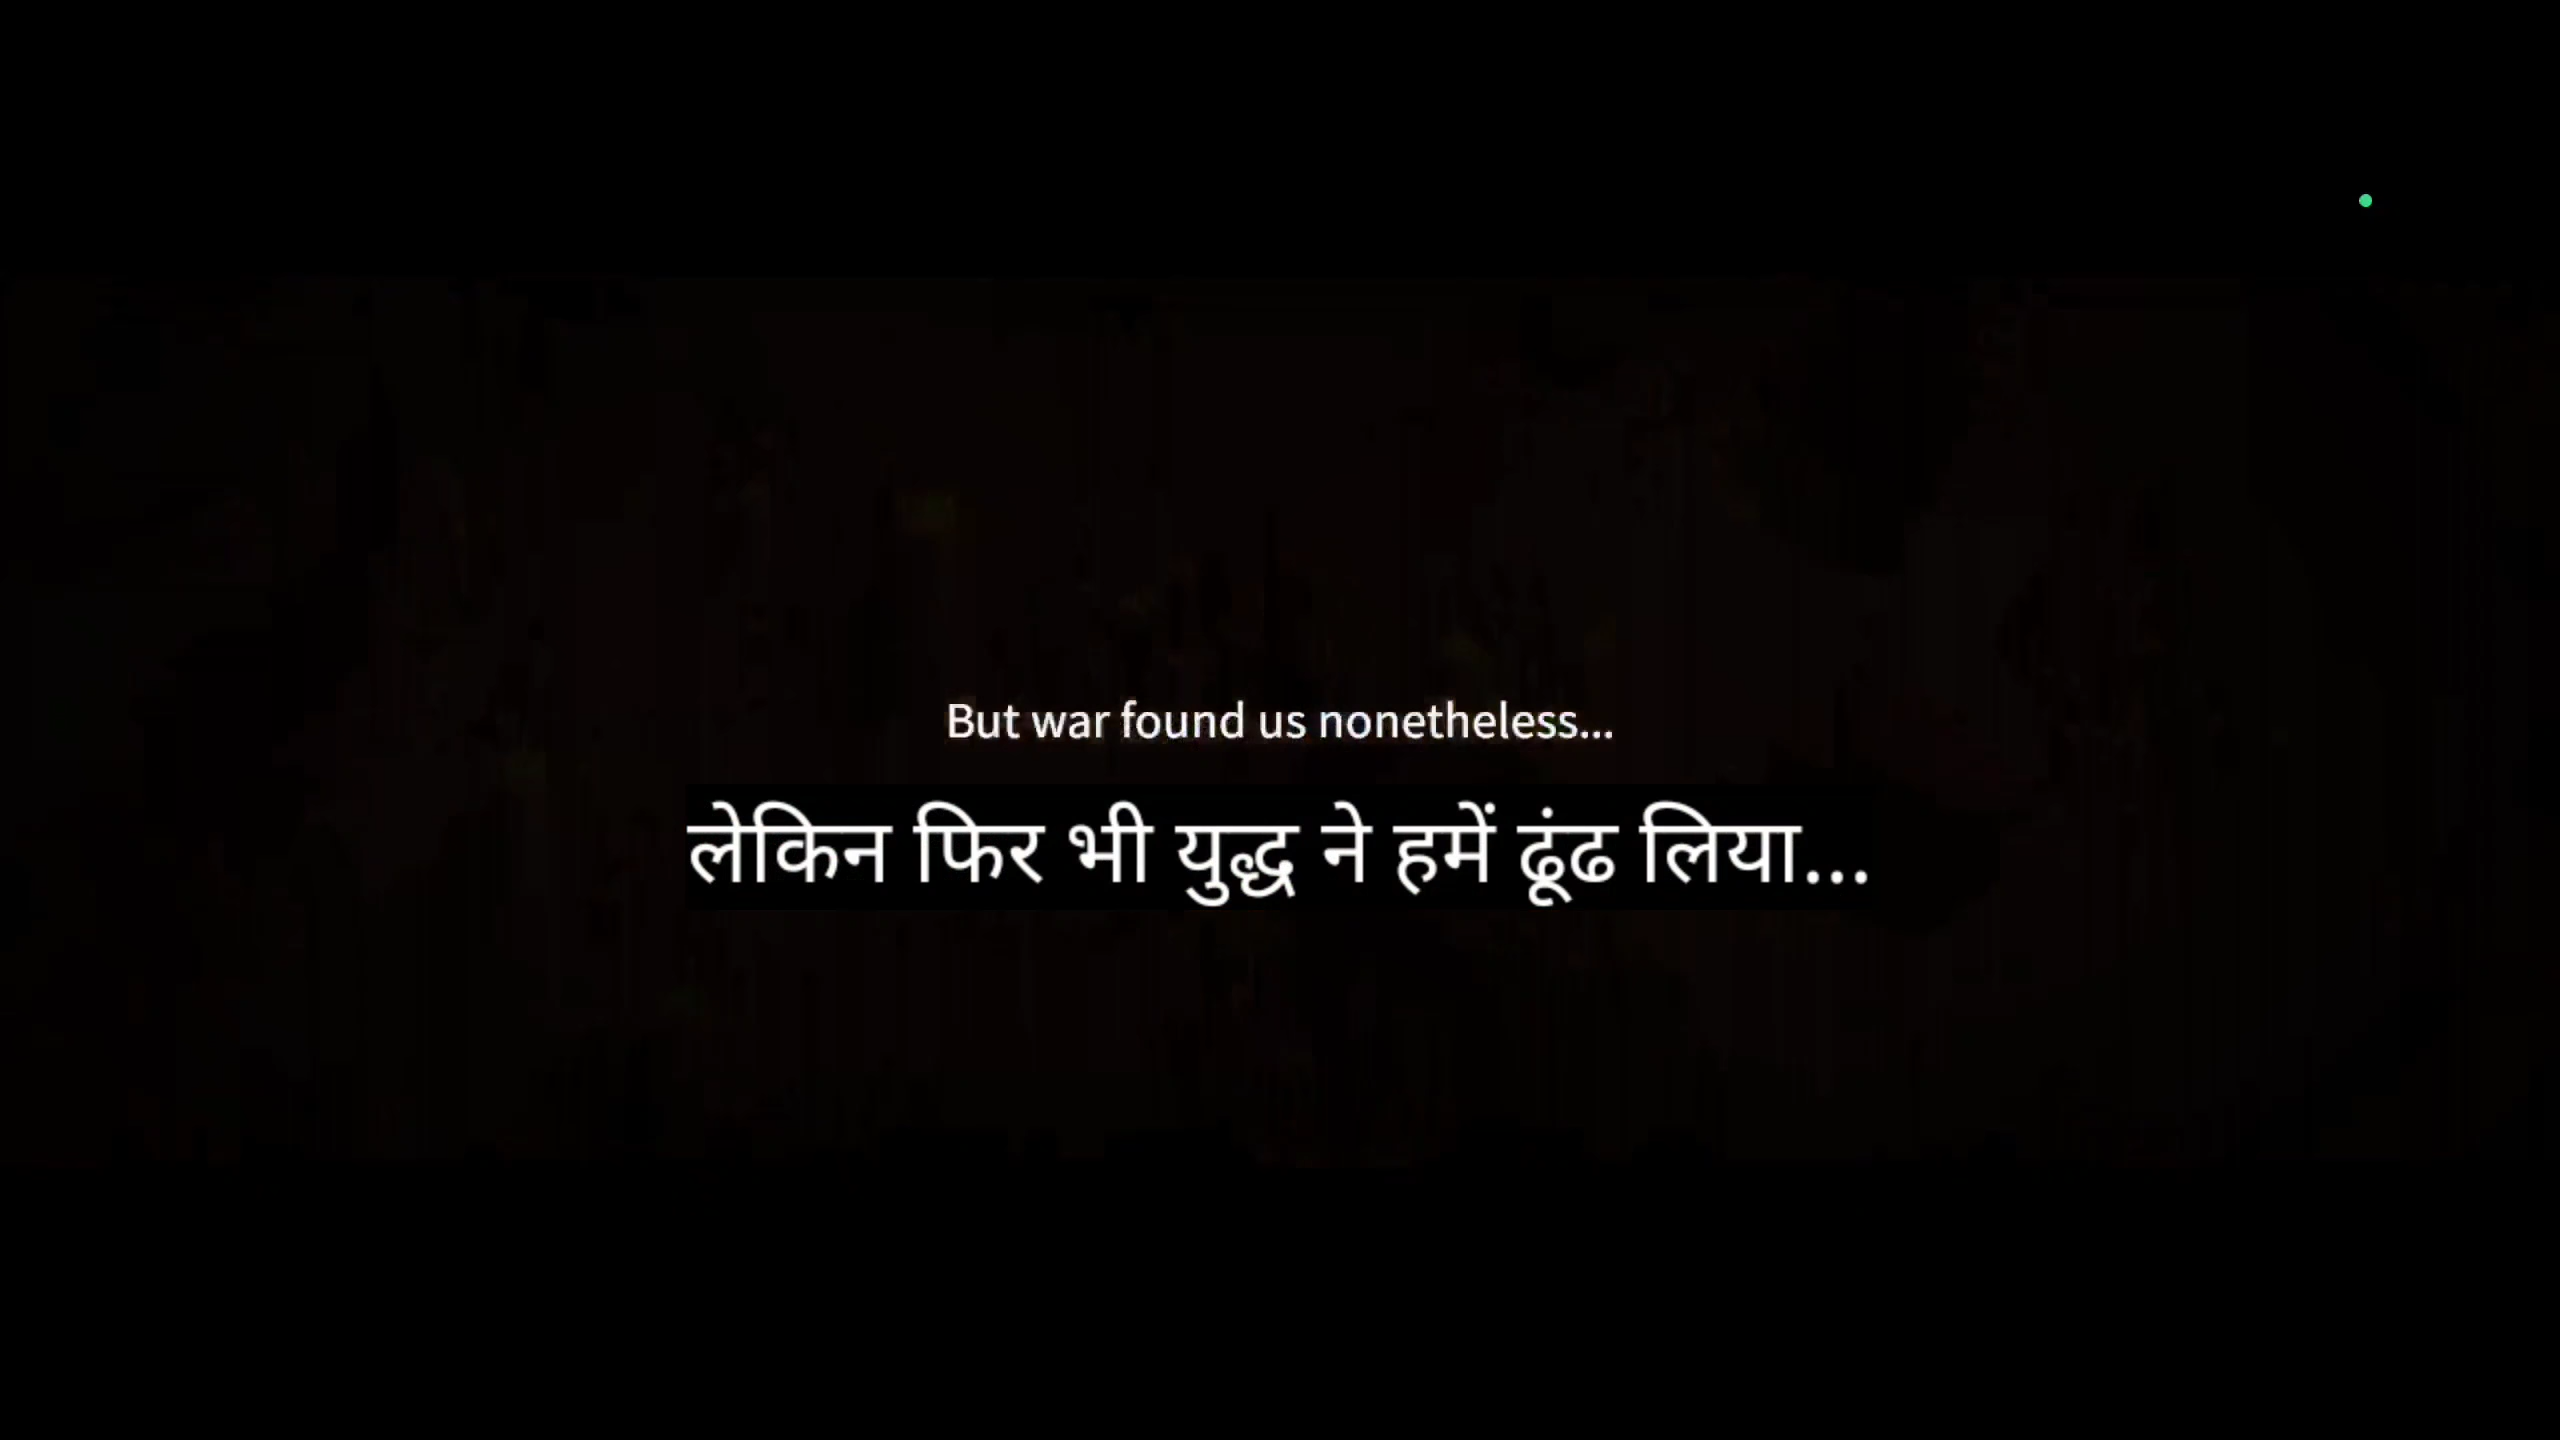 But war found us nonetheless...
लेकिन फिर भी युद्ध ने हमें ढूंढ लिया...